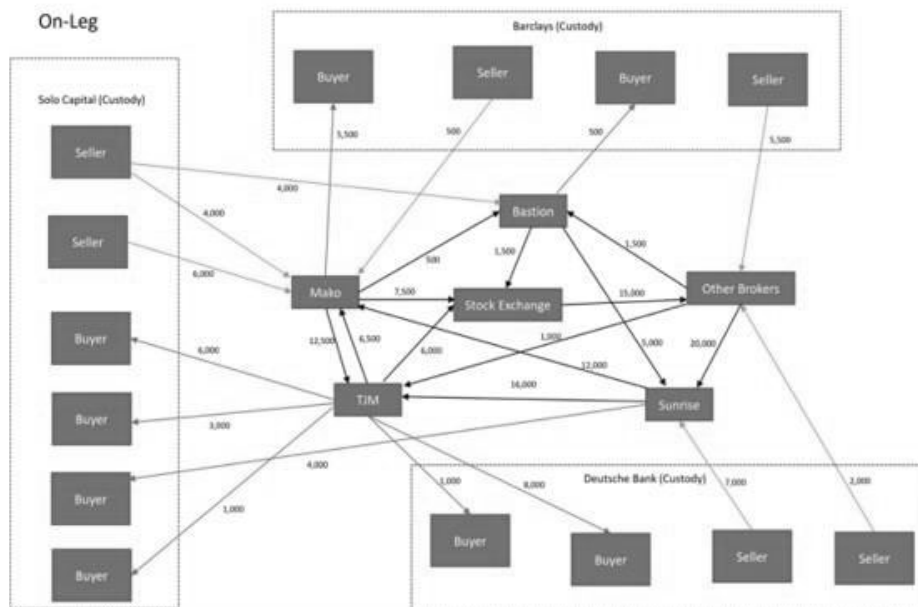 On-Leg
Barclays (Custody)
Buyer
Seller
Buyer
Seller
Solo Capital (Custody)
Seller
Seller
Buyer
Buyer
Buyer
Buyer
5,500
500
500
5,500
4,000
4,000
6,000
Bastion
500
1,500
1,500
Mako
7,500
Stock Exchange
15,000
Other Brokers
12,500
6,500
6,000
1,000
5,000
20,000
12,000
6,000
TJM
16,000
Sunrise
3,000
4,000
1,000
1,000
8,000
Deutsche Bank (Custody)
7,000
2,000
Buyer
Buyer
Seller
Seller